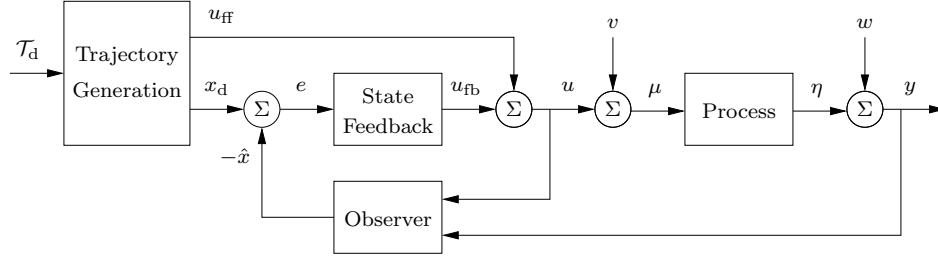 u_ff
v
w
𝒯_d
Trajectory
Generation
x_d
Σ
e
State
Feedback
u_fb
Σ
u
Σ
μ
Process
η
Σ
y
−x̂
Observer